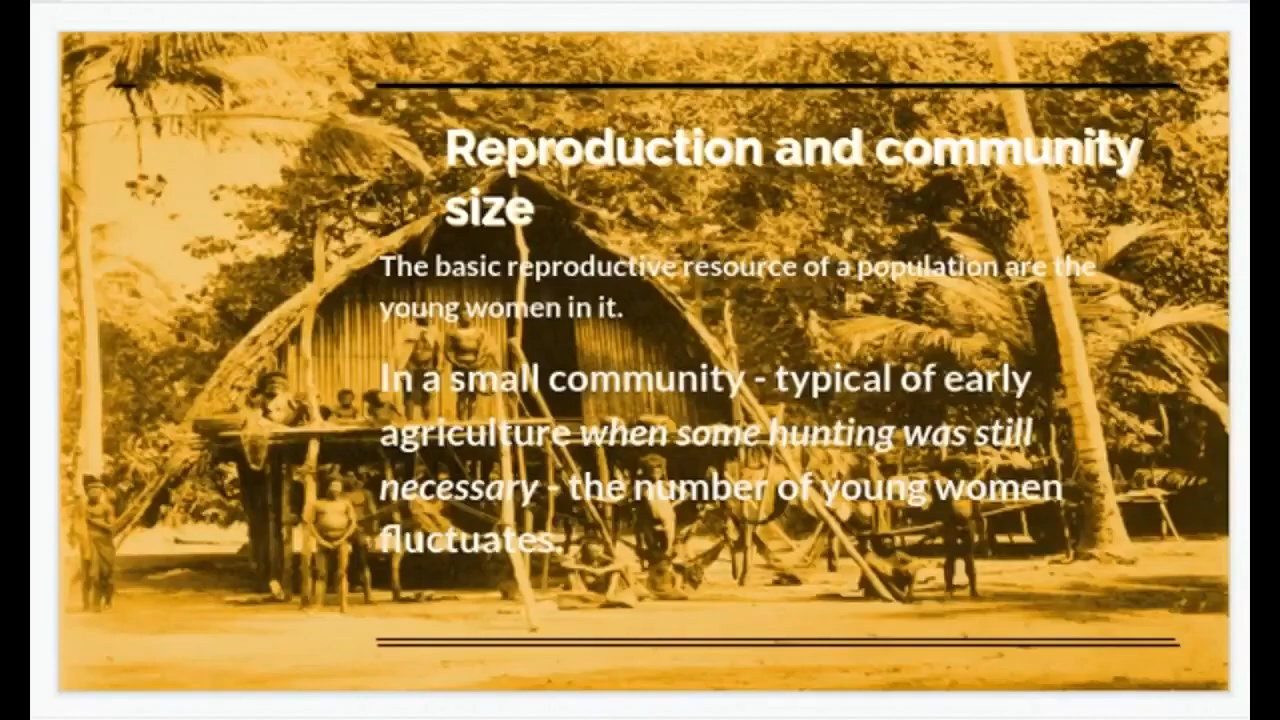 Reproduction and community
size
The basic reproductive resource of a population are the
young women in it.
In a small community - typical of early
agriculture when some hunting was still
necessary - the number of young women
fluctuates.